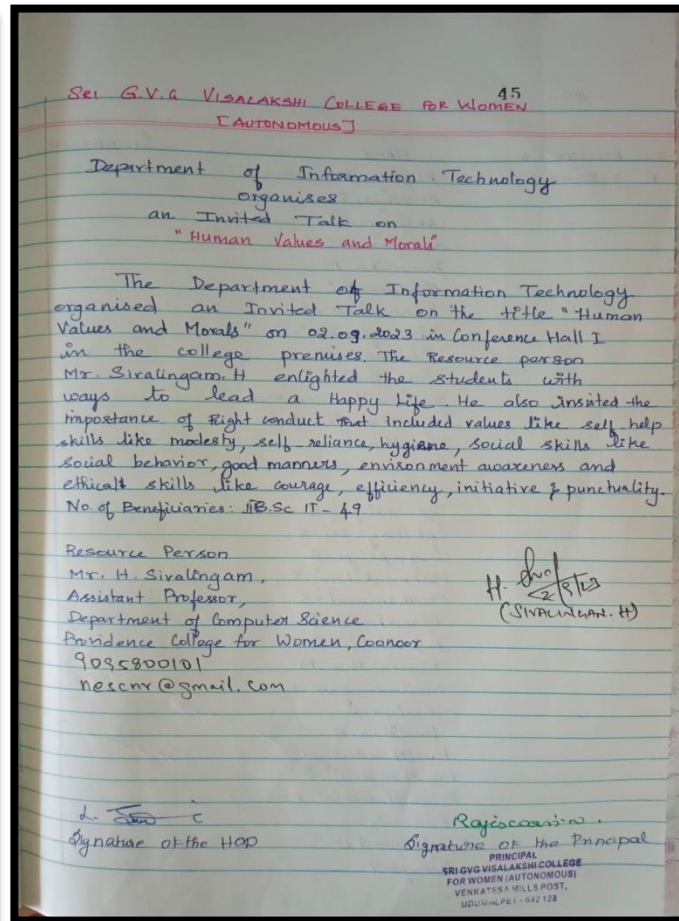 45
Sri G.V.G VISALAKSHI COLLEGE FOR WOMEN
[AUTONOMOUS]
Department of Information Technology
organises
an Invited Talk on
"Human Values and Morals"
The Department of Information Technology
organised an Invited Talk on the title "Human
Values and Morals" on 02.09.2023 in Conference Hall I
in the college premises. The Resource person
Mr. Sivalingam. H enlighted the students with
ways to lead a Happy Life. He also insisted the
importance of Right conduct that included values like self help
skills like modesty, self-reliance, hygiene, social skills like
social behavior, good manners, environment awareness and
ethical skills like courage, efficiency, initiative & punctuality.
No. of Beneficiaries: II B.Sc IT - 49
Resource Person
Mr. H. Sivalingam,
Assistant Professor,
Department of Computer Science
Providence College for Women, Coonoor
9095800101
nescnr@gmail.com
H.
2/9/23
(SIVALINGAM. H)
L.
Signature of the HOD
Signature of the Principal
PRINCIPAL
SRI GVG VISALAKSHI COLLEGE
FOR WOMEN (AUTONOMOUS)
VENKATESA MILLS POST,
UDUMALPET - 642 128